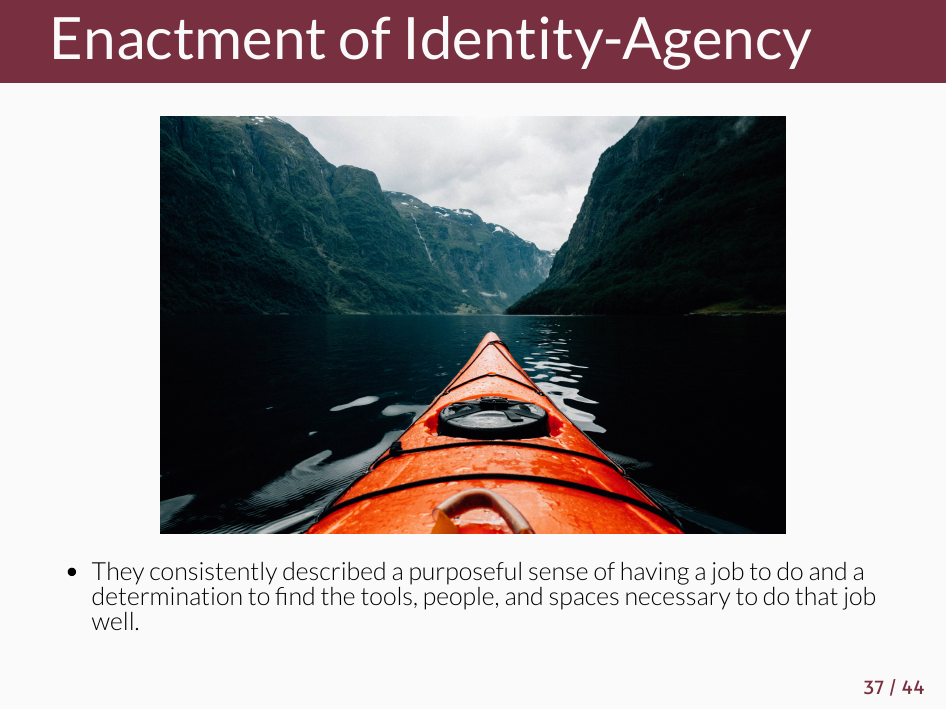 Enactment of Identity-Agency
• They consistently described a purposeful sense of having a job to do and a
determination to find the tools, people, and spaces necessary to do that job
well.
37 / 44